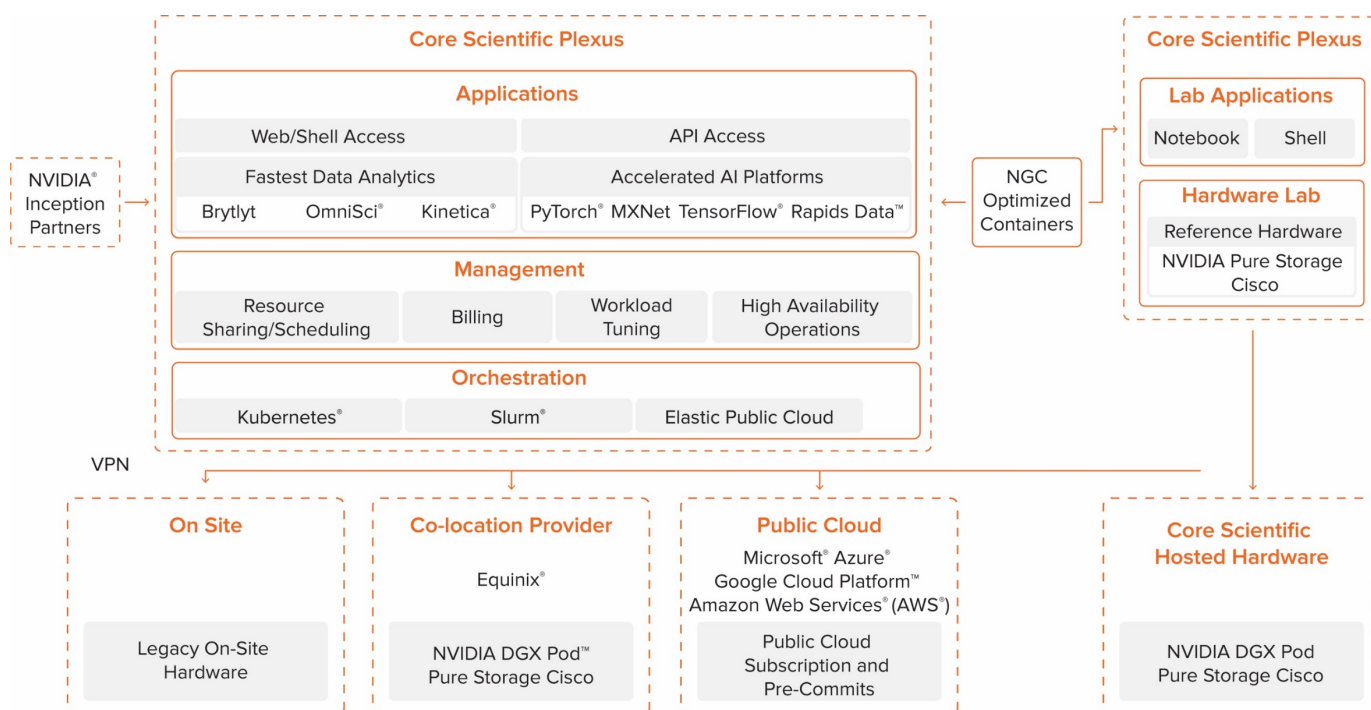 Core Scientific Plexus
Applications
Web/Shell Access
API Access
Fastest Data Analytics
Accelerated AI Platforms
Brytlyt
OmniSci®
Kinetica®
PyTorch®
MXNet
TensorFlow®
Rapids Data™
Management
Resource
Sharing/Scheduling
Billing
Workload
Tuning
High Availability
Operations
Orchestration
Kubernetes®
Slurm®
Elastic Public Cloud
NVIDIA®
Inception
Partners
NGC
Optimized
Containers
Core Scientific Plexus
Lab Applications
Notebook
Shell
Hardware Lab
Reference Hardware
NVIDIA Pure Storage
Cisco
VPN
On Site
Legacy On-Site
Hardware
Co-location Provider
Equinix®
NVIDIA DGX Pod™
Pure Storage Cisco
Public Cloud
Microsoft® Azure®
Google Cloud Platform™
Amazon Web Services® (AWS®)
Public Cloud
Subscription and
Pre-Commits
Core Scientific
Hosted Hardware
NVIDIA DGX Pod
Pure Storage Cisco